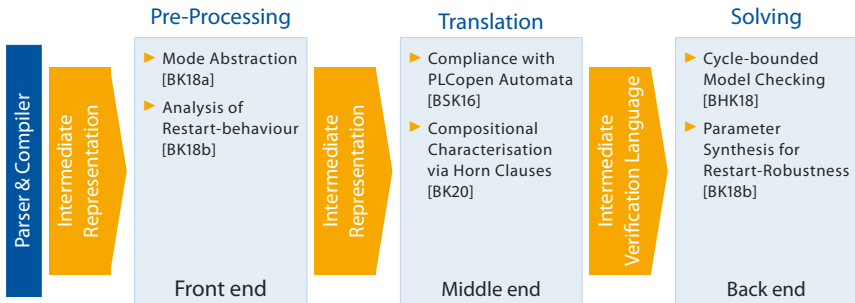 Parser & Compiler
Intermediate
Representation
Pre-Processing
► Mode Abstraction
[BK18a]
► Analysis of
Restart-behaviour
[BK18b]
Front end
Intermediate
Representation
Translation
► Compliance with
PLCopen Automata
[BSK16]
► Compositional
Characterisation
via Horn Clauses
[BK20]
Middle end
Intermediate
Verification Language
Solving
► Cycle-bounded
Model Checking
[BHK18]
► Parameter
Synthesis for
Restart-Robustness
[BK18b]
Back end